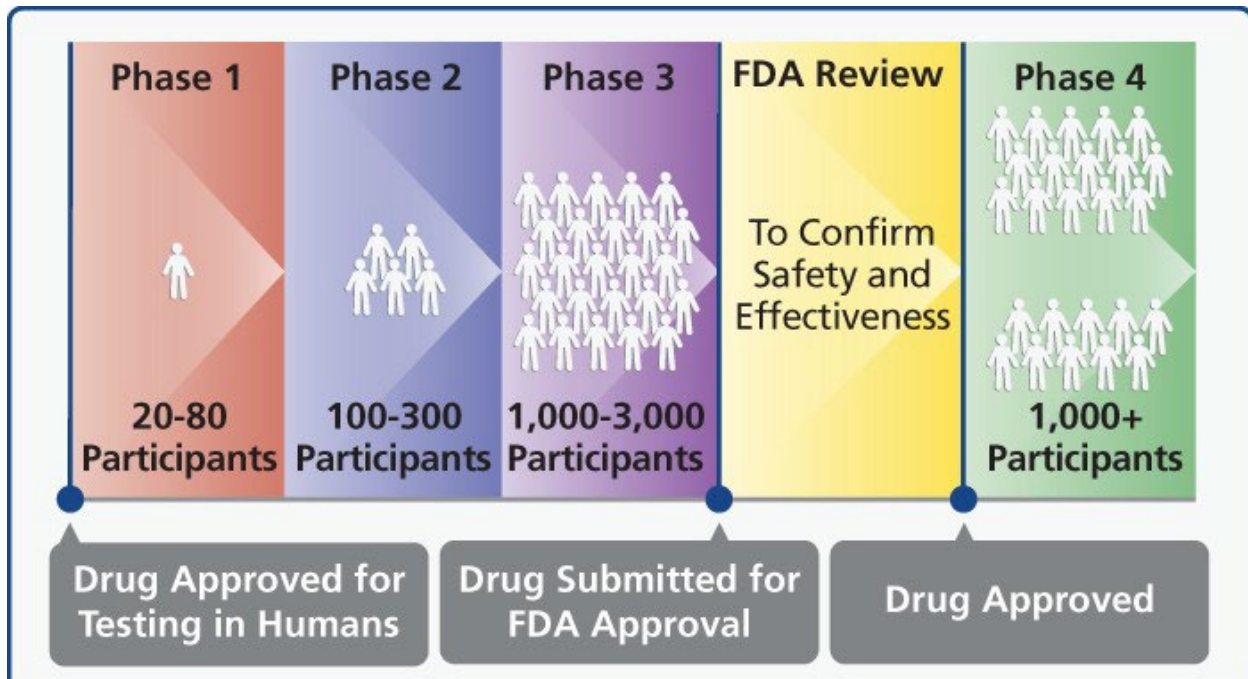 Phase 1
20-80
Participants
Phase 2
100-300
Participants
Phase 3
1,000-3,000
Participants
FDA Review
To Confirm
Safety and
Effectiveness
Phase 4
1,000+
Participants
Drug Approved for
Testing in Humans
Drug Submitted for
FDA Approval
Drug Approved